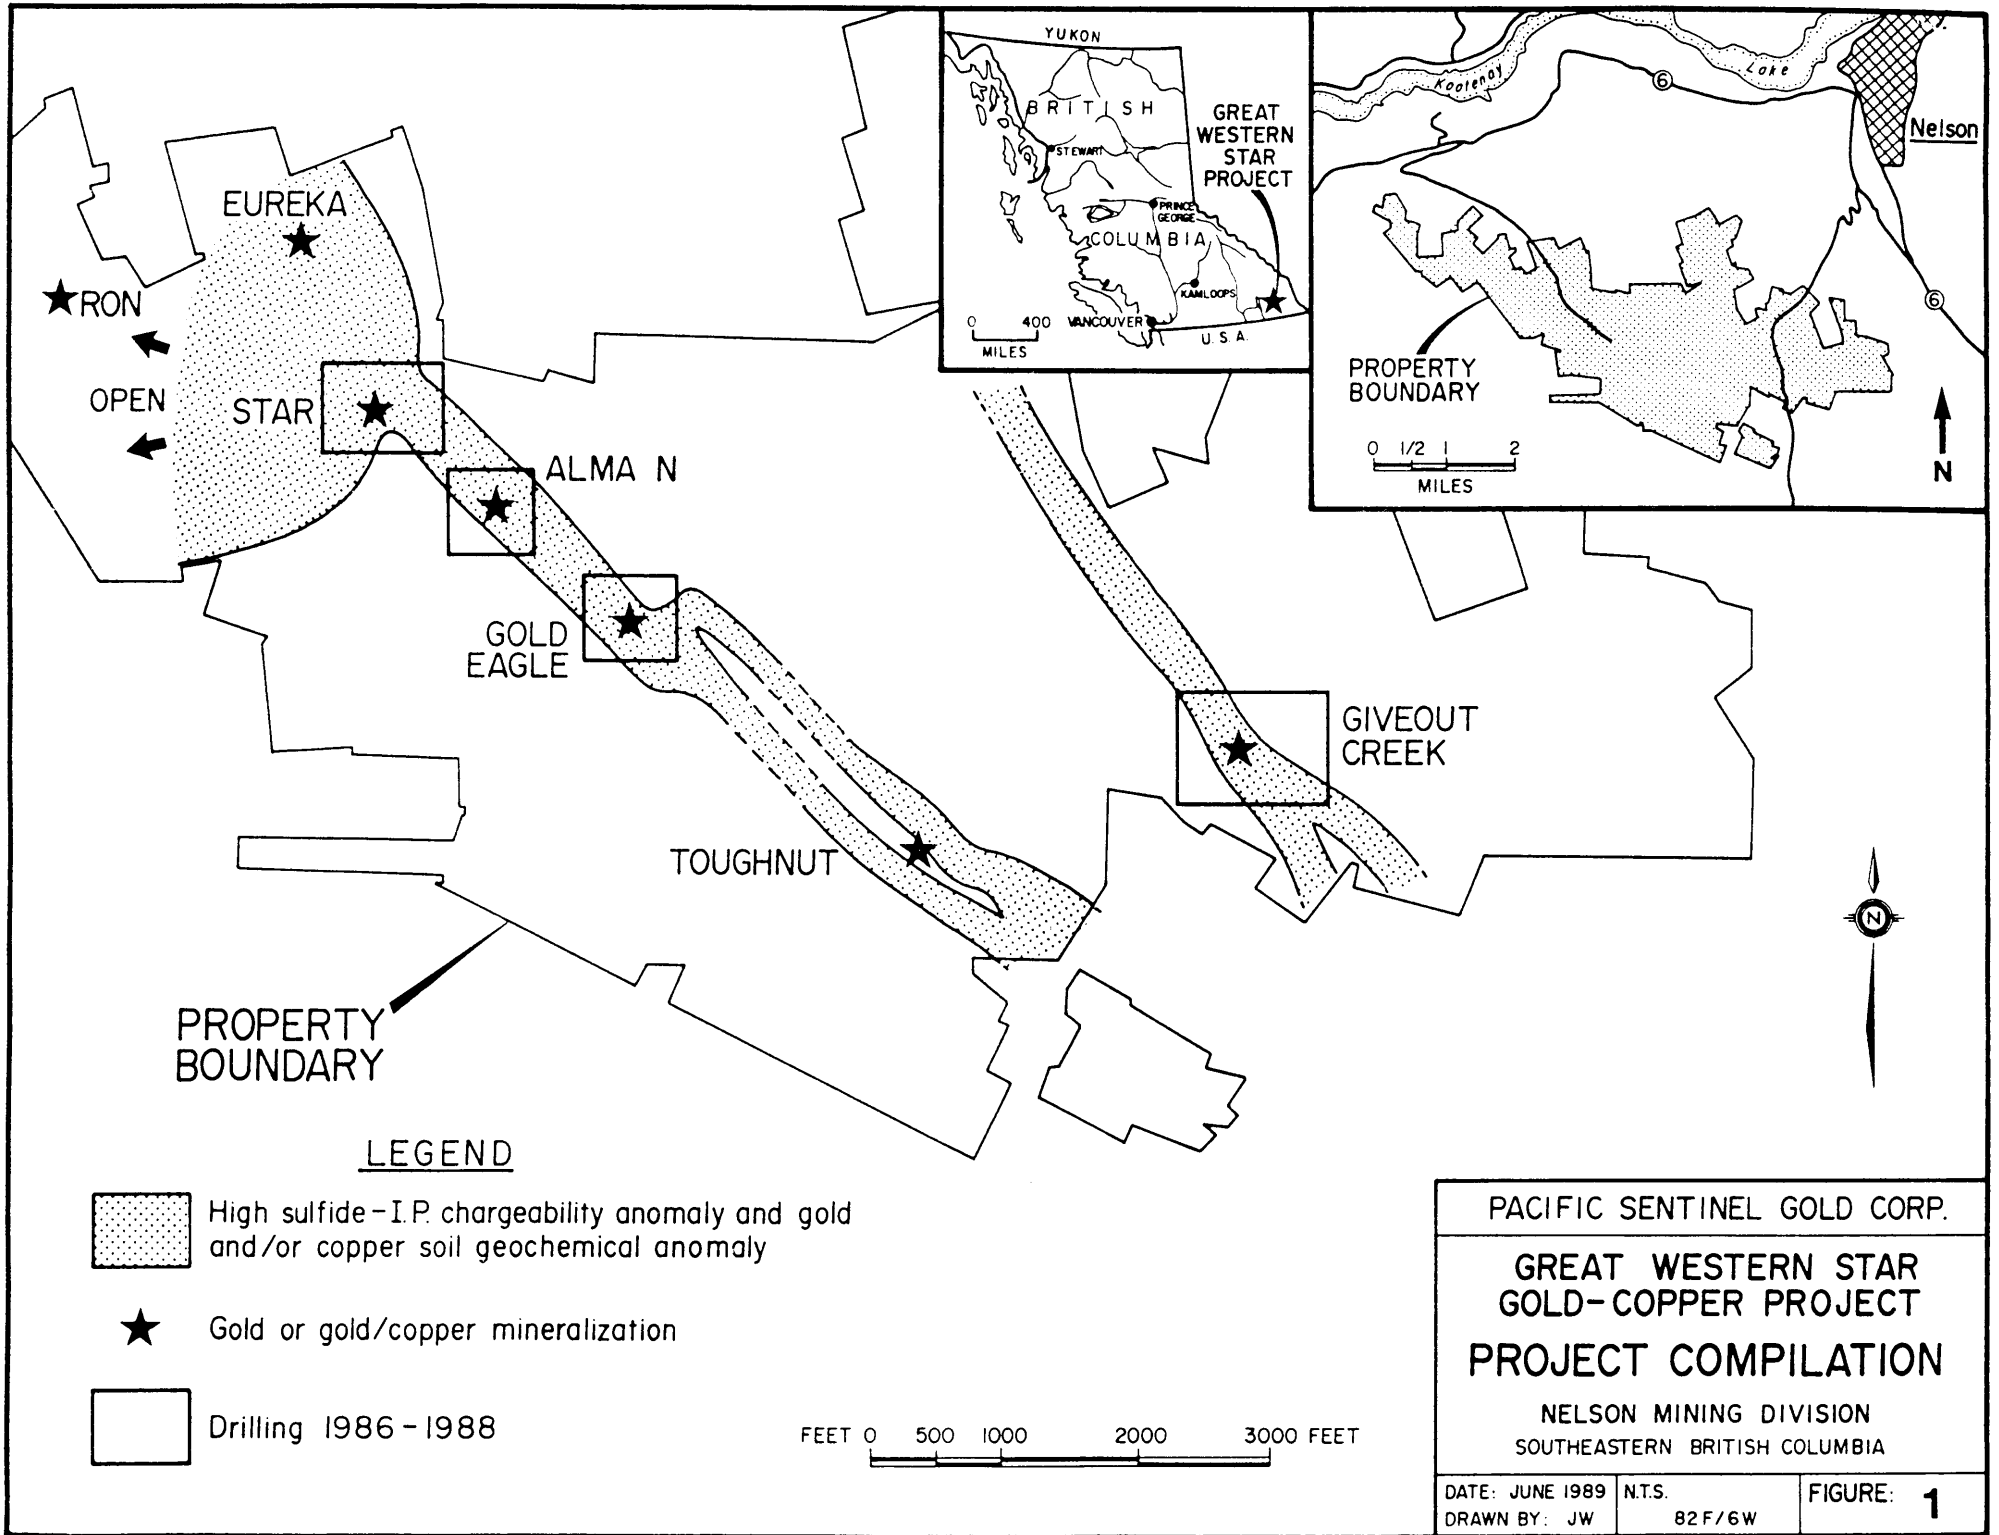 EUREKA
RON
OPEN
STAR
ALMA N
GOLD
EAGLE
TOUGHNUT
GIVEOUT
CREEK
PROPERTY
BOUNDARY
YUKON
BRITISH
COLUMBIA
STEWART
PRINCE
GEORGE
KAMLOOPS
VANCOUVER
U.S.A.
GREAT
WESTERN
STAR
PROJECT
0 400
MILES
Kootenay
Lake
6
Nelson
6
PROPERTY
BOUNDARY
0 1/2 1 2
MILES
N
N
LEGEND
High sulfide-I.P. chargeability anomaly and gold
and/or copper soil geochemical anomaly
Gold or gold/copper mineralization
Drilling 1986-1988
FEET 0 500 1000 2000 3000 FEET
PACIFIC SENTINEL GOLD CORP.
GREAT WESTERN STAR
GOLD-COPPER PROJECT
PROJECT COMPILATION
NELSON MINING DIVISION
SOUTHEASTERN BRITISH COLUMBIA
DATE: JUNE 1989
DRAWN BY: JW
N.T.S.
82F/6W
FIGURE: 1